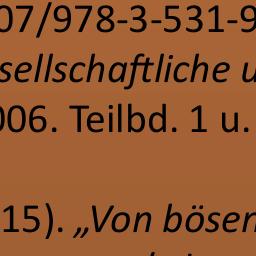 07/978-3-531-9
sellschaftliche u
006. Teilbd. 1 u.
15). „Von bösen